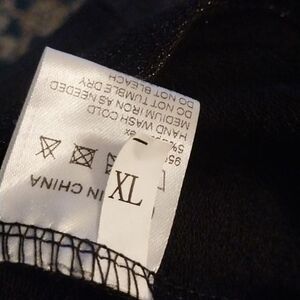 XL
IN CHINA
95%
5%
HAND WASH COLD
MEDIUM IRON AS NEEDED
DO NOT TUMBLE DRY
DO NOT BLEACH